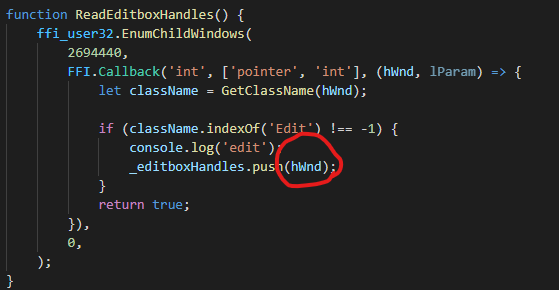 function ReadEditboxHandles() {
ffi_user32.EnumChildWindows(
2694440,
FFI.Callback('int', ['pointer', 'int'], (hWnd, lParam) => {
let className = GetClassName(hWnd);
if (className.indexOf('Edit') !== -1) {
console.log('edit');
_editboxHandles.push(hWnd);
}
return true;
}),
0,
);
}